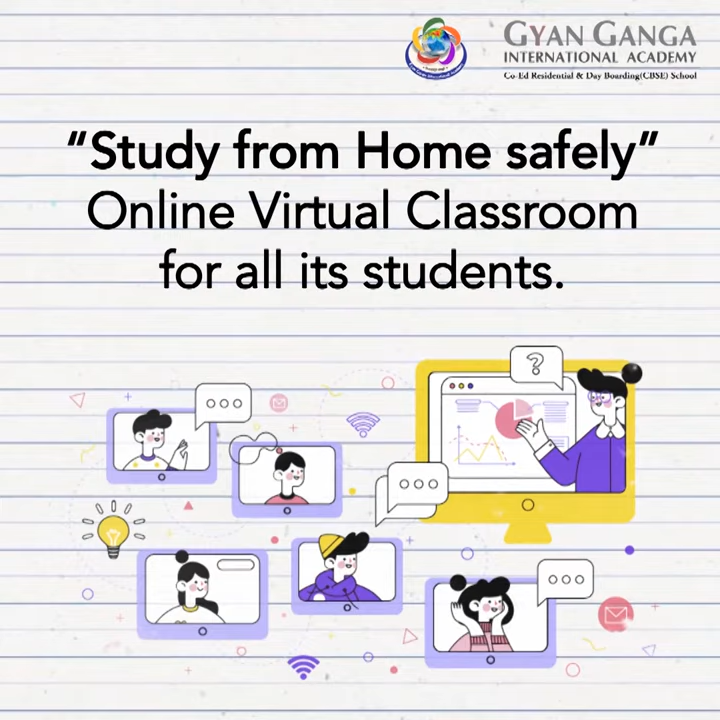 GYAN GANGA
INTERNATIONAL ACADEMY
Co-Ed Residential & Day Boarding(CBSE) School
“Study from Home safely”
Online Virtual Classroom
for all its students.
?